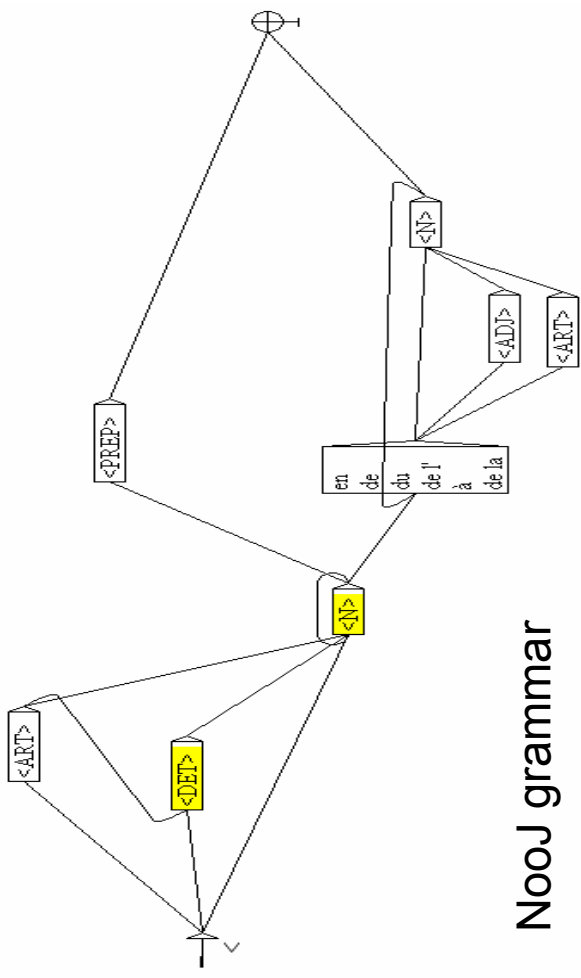 <ART>
<DET>
<N>
<PREP>
en
de
du
de l'
à
de la
<ADJ>
<ART>
<N>
NooJ grammar